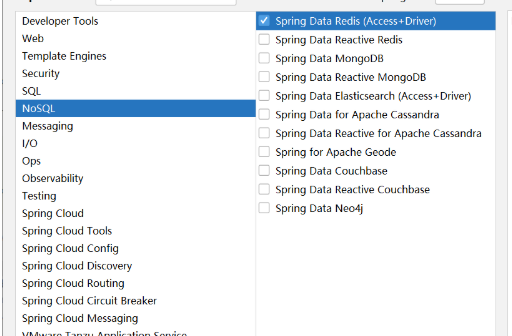 Developer Tools
Web
Template Engines
Security
SQL
NoSQL
Messaging
I/O
Ops
Observability
Testing
Spring Cloud
Spring Cloud Tools
Spring Cloud Config
Spring Cloud Discovery
Spring Cloud Routing
Spring Cloud Circuit Breaker
Spring Cloud Messaging
VMware Tanzu Application Service
Spring Data Redis (Access+Driver)
Spring Data Reactive Redis
Spring Data MongoDB
Spring Data Reactive MongoDB
Spring Data Elasticsearch (Access+Driver)
Spring Data for Apache Cassandra
Spring Data Reactive for Apache Cassandra
Spring for Apache Geode
Spring Data Couchbase
Spring Data Reactive Couchbase
Spring Data Neo4j